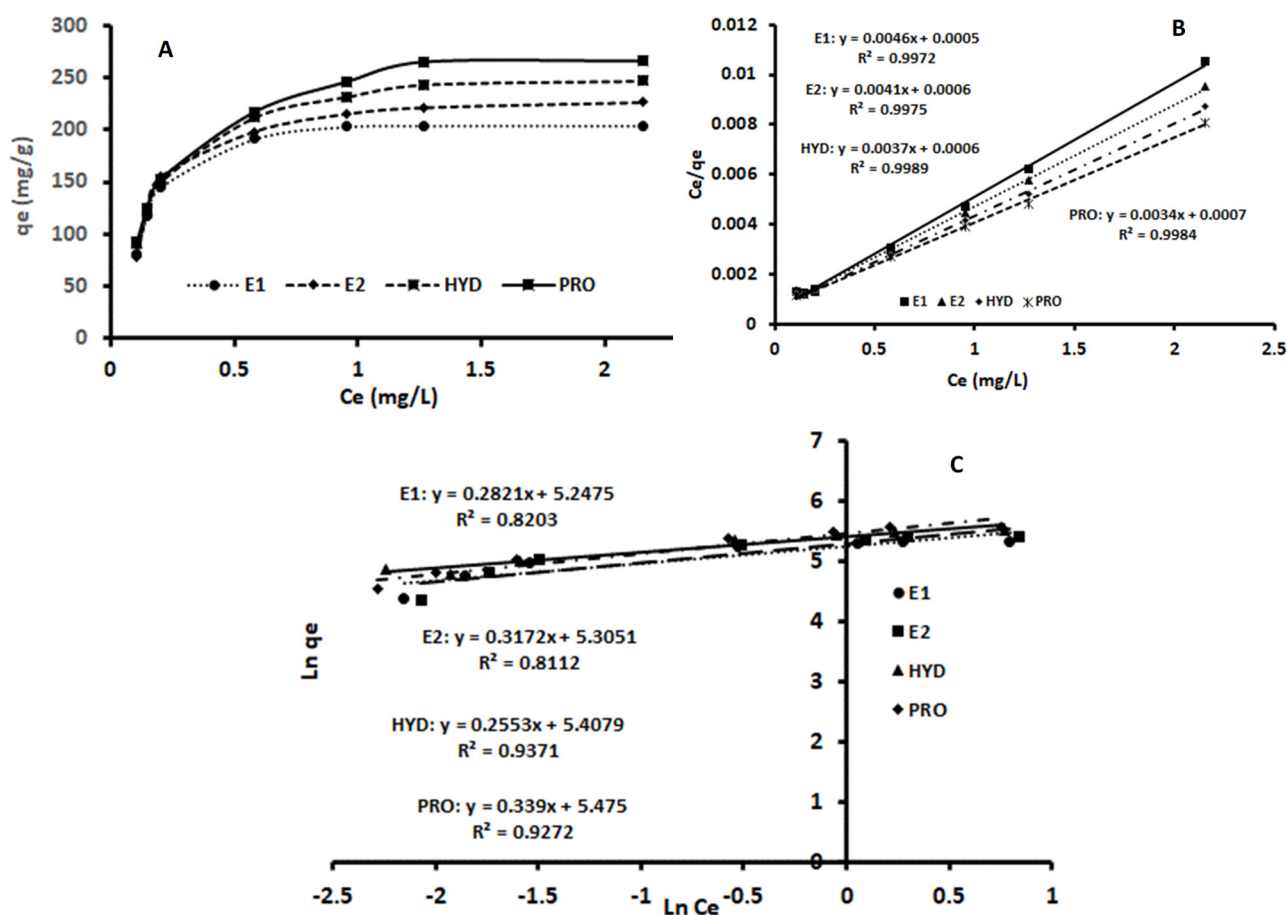 A
300
250
200
150
100
50
0
qe (mg/g)
E1 E2 HYD PRO
0 0.5 1 1.5 2
Ce (mg/L)
B
0.012
0.01
0.008
0.006
0.004
0.002
0
Ce/qe
E1: y = 0.0046x + 0.0005
R² = 0.9972
E2: y = 0.0041x + 0.0006
R² = 0.9975
HYD: y = 0.0037x + 0.0006
R² = 0.9989
PRO: y = 0.0034x + 0.0007
R² = 0.9984
E1 E2 HYD PRO
0 0.5 1 1.5 2 2.5
Ce (mg/L)
C
7
6
5
4
3
2
1
0
Ln qe
E1: y = 0.2821x + 5.2475
R² = 0.8203
E2: y = 0.3172x + 5.3051
R² = 0.8112
HYD: y = 0.2553x + 5.4079
R² = 0.9371
PRO: y = 0.339x + 5.475
R² = 0.9272
E1
E2
HYD
PRO
-2.5 -2 -1.5 -1 -0.5 0 0.5 1
Ln Ce